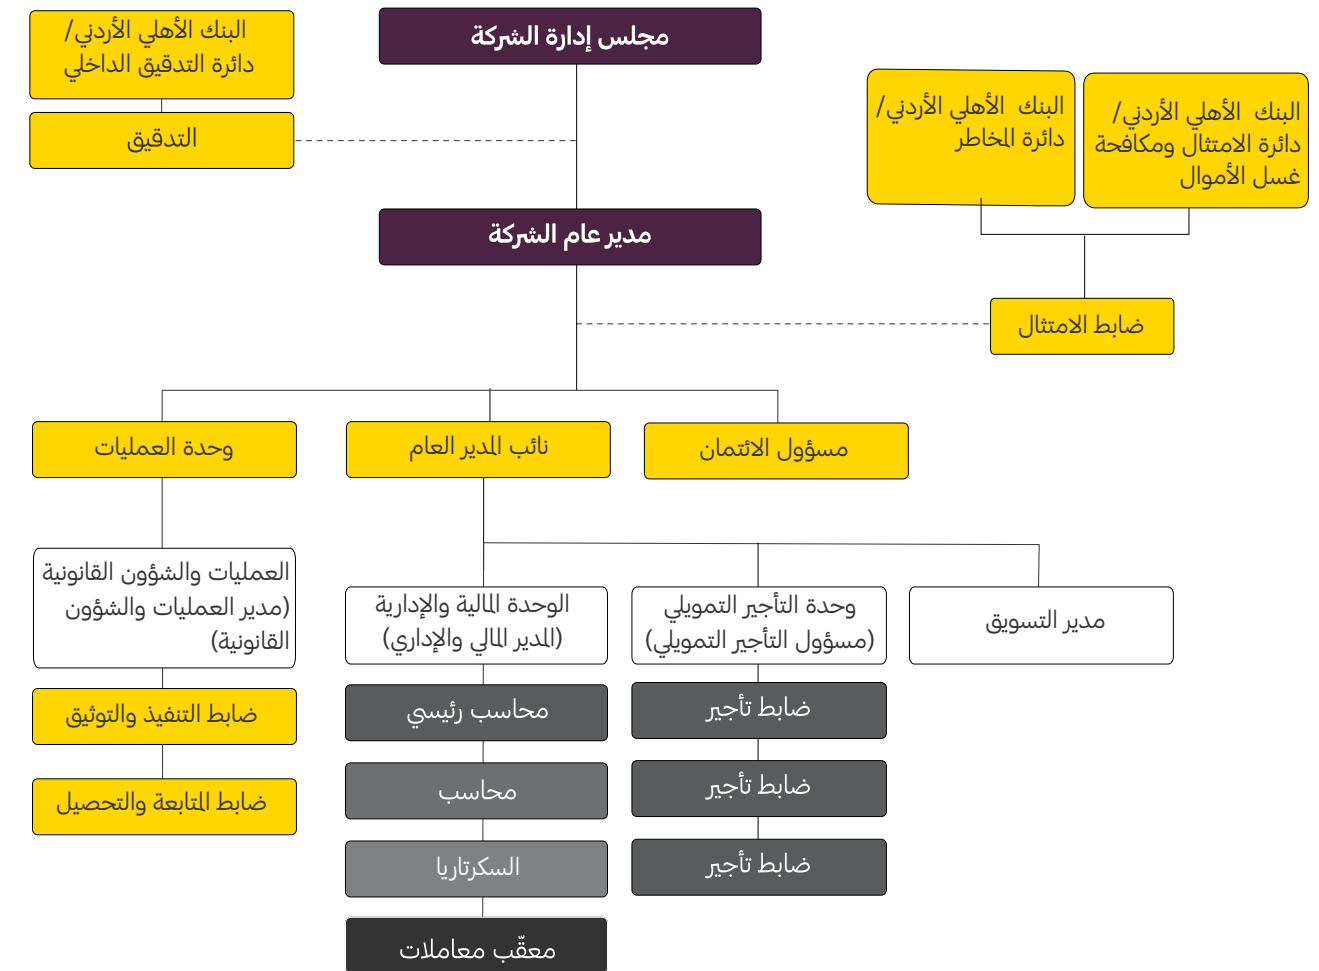 مجلس إدارة الشركة
البنك الأهلي الأردني/
دائرة التدقيق الداخلي
التدقيق
البنك الأهلي الأردني/
دائرة الامتثال ومكافحة
غسل الأموال
البنك الأهلي الأردني/
دائرة المخاطر
مدير عام الشركة
ضابط الامتثال
مسؤول الائتمان
نائب المدير العام
وحدة العمليات
مدير التسويق
وحدة التأجير التمويلي
(مسؤول التأجير التمويلي)
ضابط تأجير
ضابط تأجير
ضابط تأجير
الوحدة المالية والإدارية
(المدير المالي والإداري)
محاسب رئيسي
محاسب
السكرتاريا
معقّب معاملات
العمليات والشؤون القانونية
(مدير العمليات والشؤون
القانونية)
ضابط التنفيذ والتوثيق
ضابط المتابعة والتحصيل